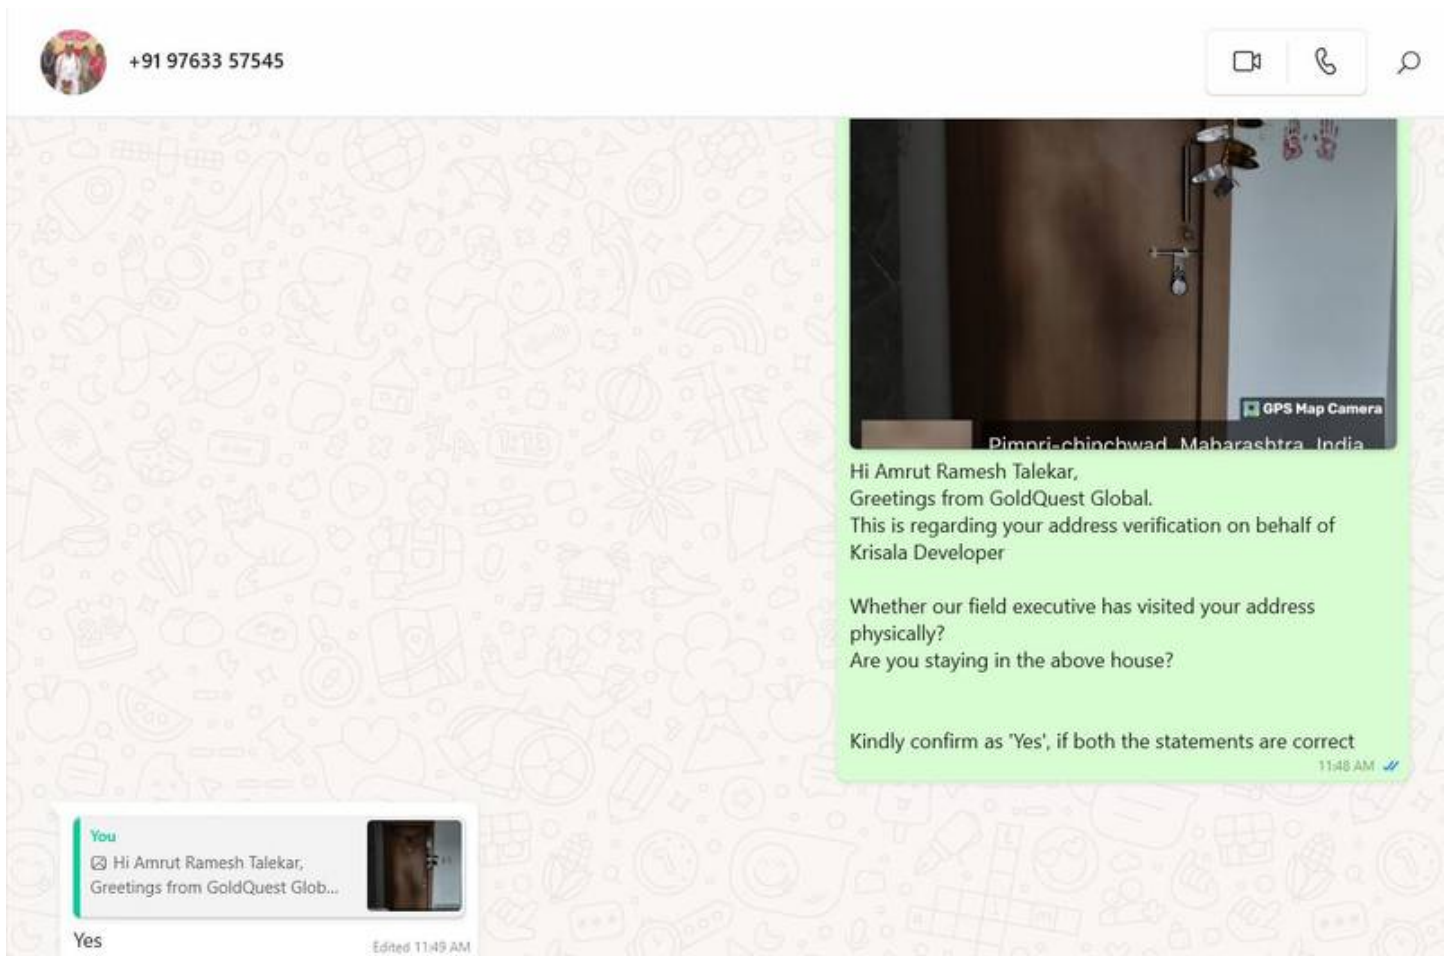 +91 97633 57545
GPS Map Camera
Pimpri-chinchwad, Maharashtra, India
Hi Amrut Ramesh Talekar,
Greetings from GoldQuest Global.
This is regarding your address verification on behalf of
Krisala Developer
Whether our field executive has visited your address
physically?
Are you staying in the above house?
Kindly confirm as 'Yes', if both the statements are correct
11:48 AM
You
Hi Amrut Ramesh Talekar,
Greetings from GoldQuest Glob...
Yes
Edited 11:49 AM